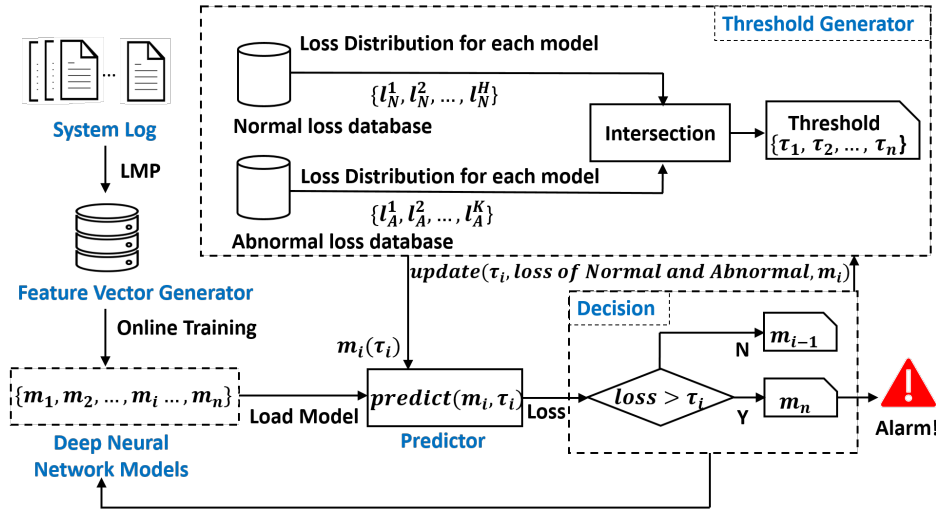 Threshold Generator
Loss Distribution for each model
{l_N^1, l_N^2, ..., l_N^H}
Normal loss database
Intersection
Threshold
{τ_1, τ_2, ..., τ_n}
Loss Distribution for each model
{l_A^1, l_A^2, ..., l_A^K}
Abnormal loss database
...
System Log
LMP
Feature Vector Generator
Online Training
{m_1, m_2, ..., m_i ..., m_n}
Deep Neural
Network Models
Load Model
update(τ_i, loss of Normal and Abnormal, m_i)
m_i(τ_i)
predict(m_i, τ_i)
Predictor
Loss
Decision
loss > τ_i
N
m_{i-1}
Y
m_n
Alarm!